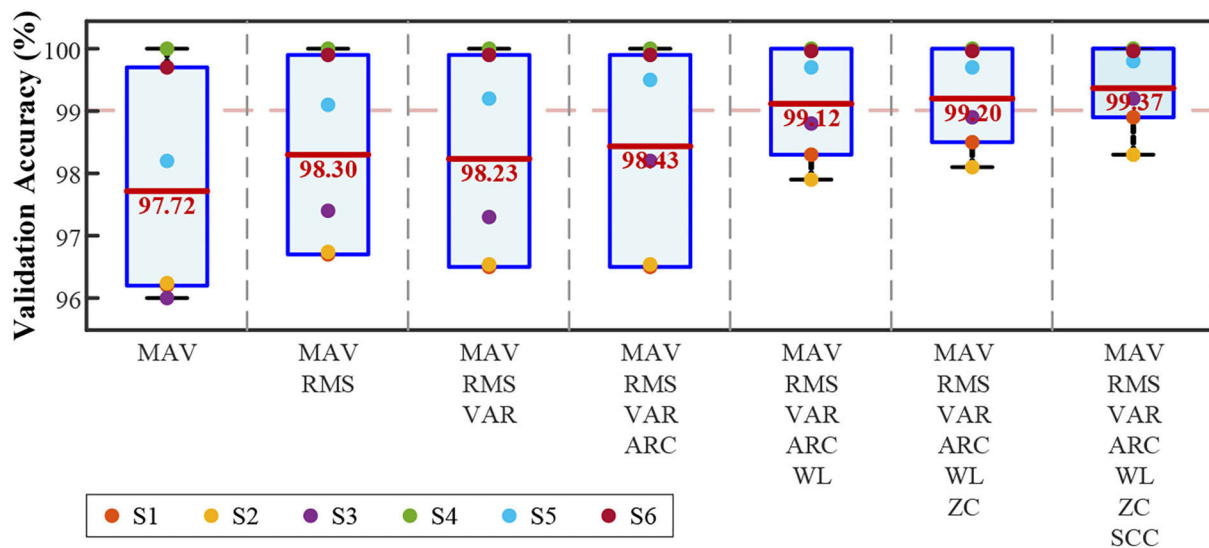 Validation Accuracy (%)
100
99
98
97
96
97.72
98.30
98.23
98.43
99.12
99.20
99.37
MAV
MAV
RMS
MAV
RMS
VAR
MAV
RMS
VAR
ARC
MAV
RMS
VAR
ARC
WL
MAV
RMS
VAR
ARC
WL
ZC
MAV
RMS
VAR
ARC
WL
ZC
SCC
S1 S2 S3 S4 S5 S6